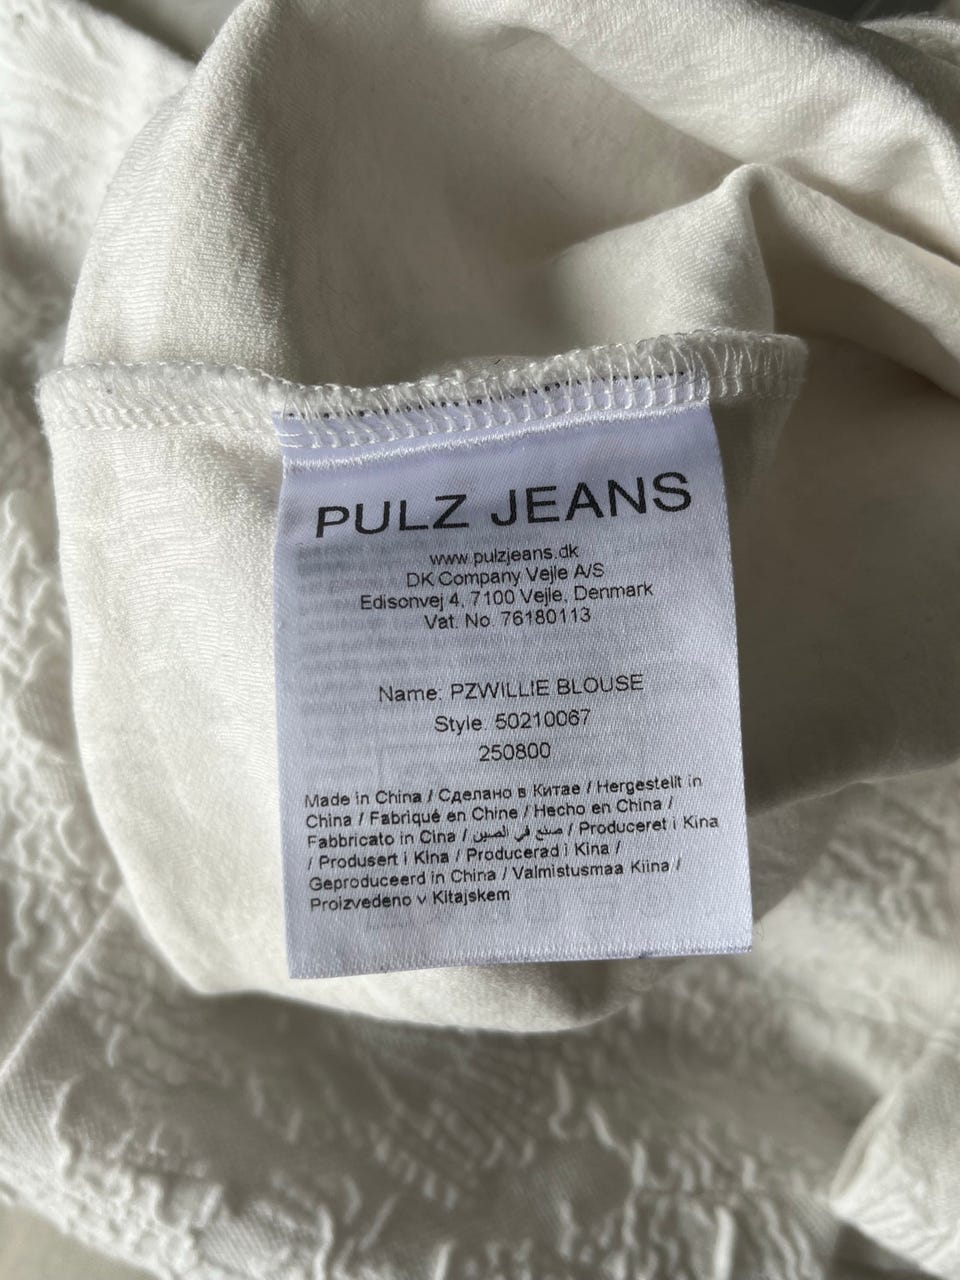 PULZ JEANS
www.pulzjeans.dk
DK Company Vejle A/S
Edisonvej 4, 7100 Vejle, Denmark
Vat. No. 76180113
Name: PZWILLIE BLOUSE
Style. 50210067
250800
Made in China / Сделано в Китае / Hergestellt in
China / Fabriqué en Chine / Hecho en China /
Fabbricato in Cina / صنع في الصين / Produceret i Kina
/ Produsert i Kina / Producerad i Kina /
Geproduceerd in China / Valmistusmaa Kiina /
Proizvedeno v Kitajskem